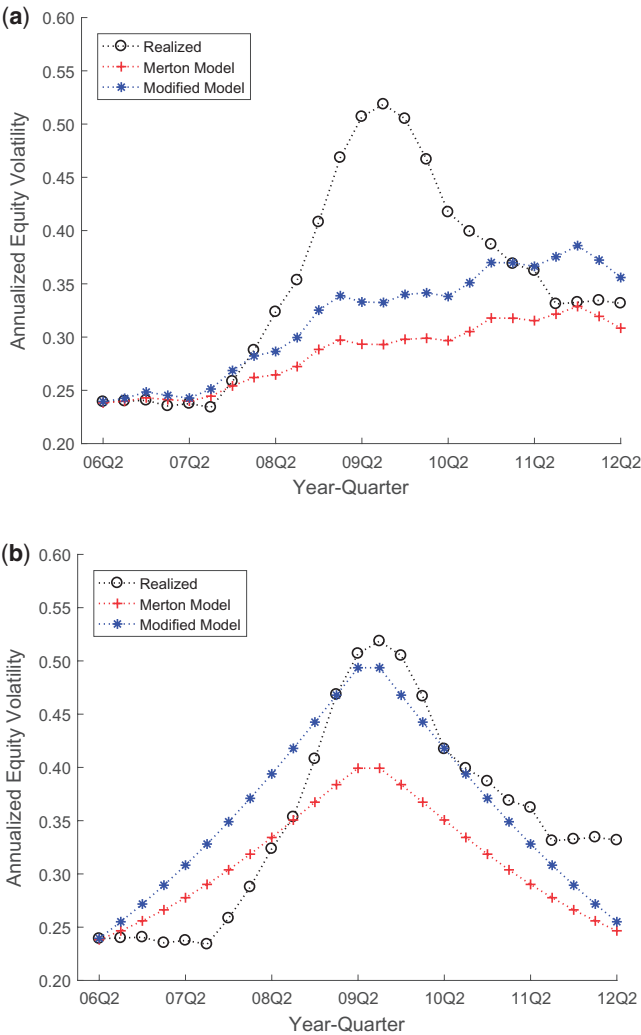 (a)
0.60
0.55
0.50
0.45
0.40
0.35
0.30
0.25
0.20
Annualized Equity Volatility
Realized
Merton Model
Modified Model
06Q2 07Q2 08Q2 09Q2 10Q2 11Q2 12Q2
Year-Quarter
(b)
0.60
0.55
0.50
0.45
0.40
0.35
0.30
0.25
0.20
Annualized Equity Volatility
Realized
Merton Model
Modified Model
06Q2 07Q2 08Q2 09Q2 10Q2 11Q2 12Q2
Year-Quarter